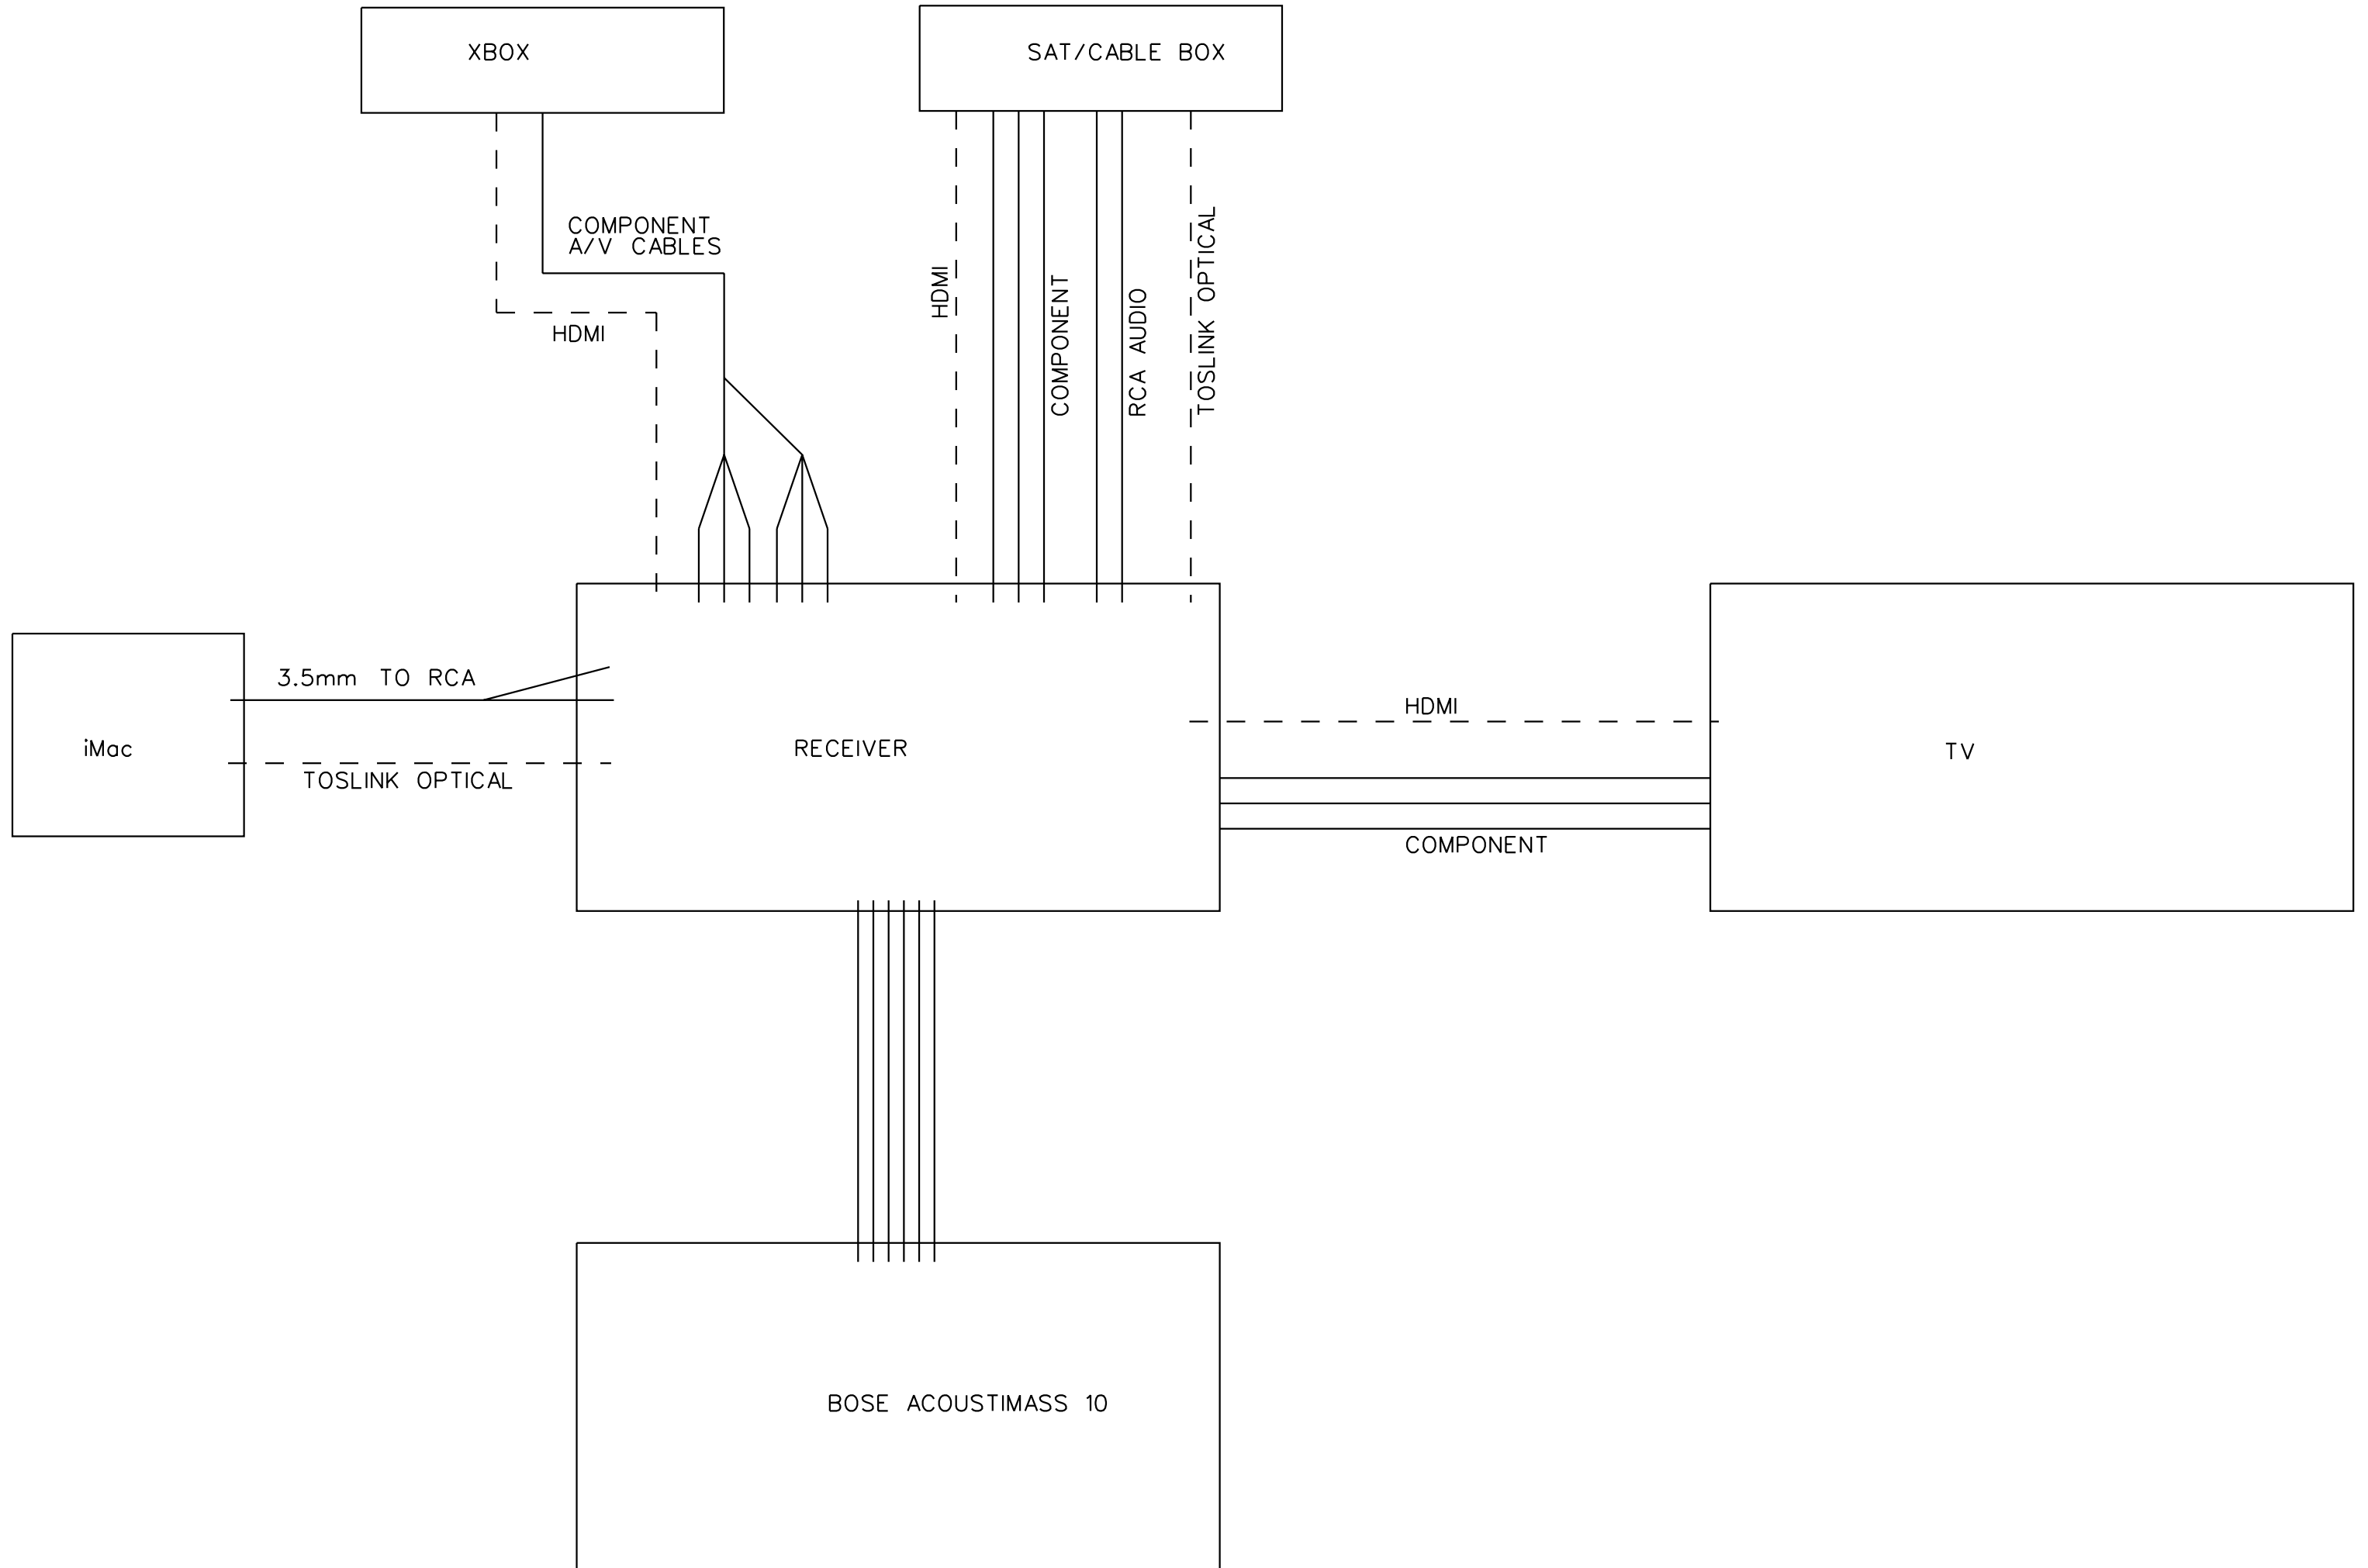 XBOX
SAT/CABLE BOX
COMPONENT
A/V CABLES
HDMI
HDMI
COMPONENT
RCA AUDIO
TOSLINK OPTICAL
3.5mm TO RCA
iMac
TOSLINK OPTICAL
RECEIVER
HDMI
TV
COMPONENT
BOSE ACOUSTIMASS 10